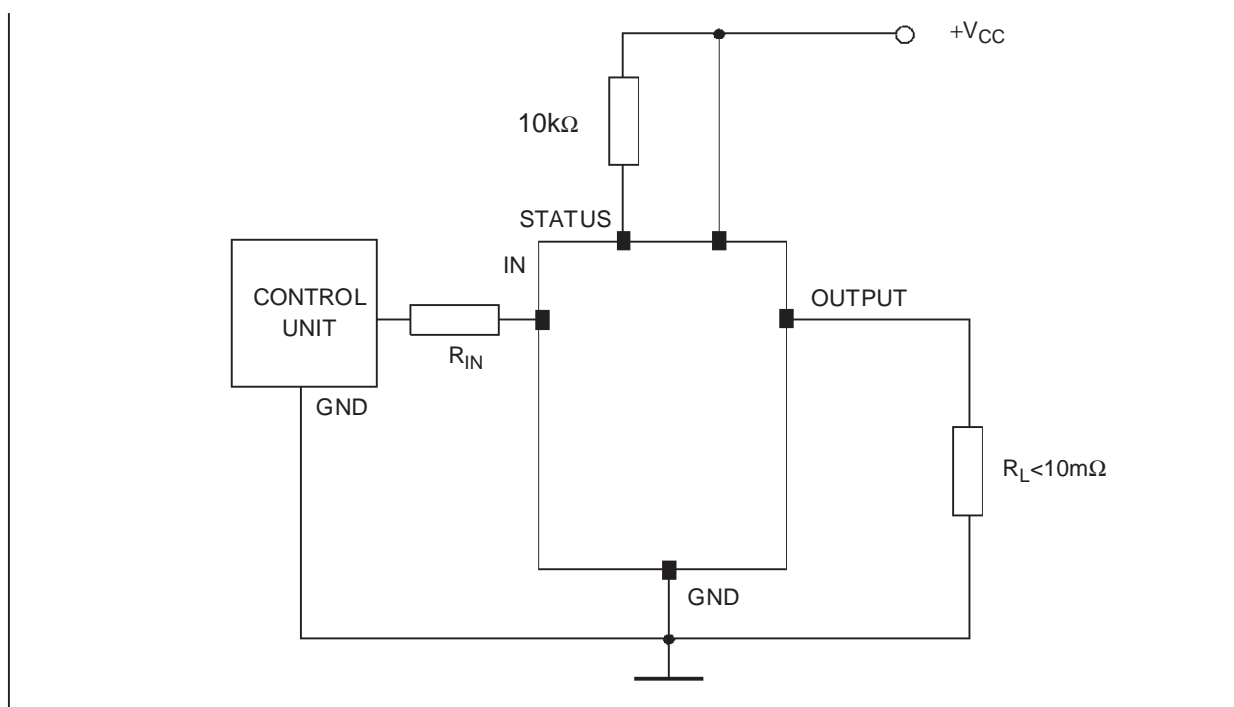 +VCC
10kΩ
STATUS
IN
CONTROL
UNIT
OUTPUT
RIN
GND
RL<10mΩ
GND